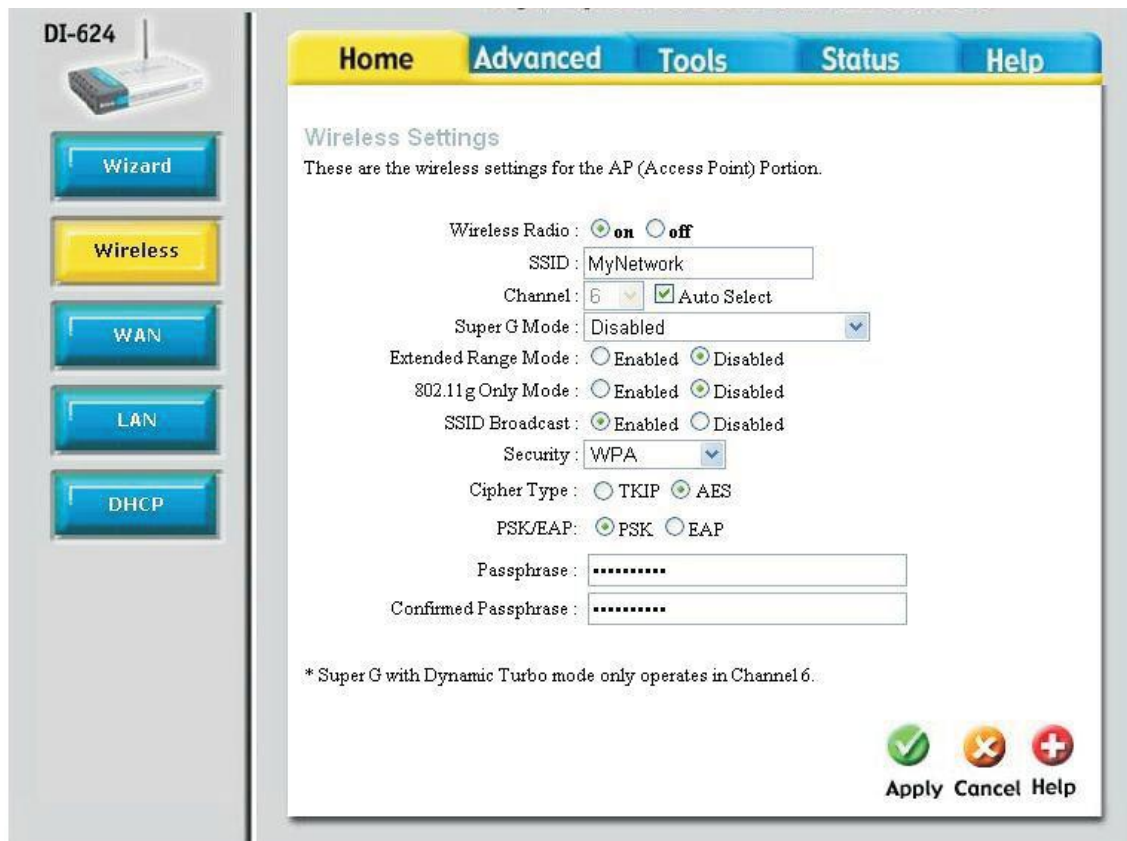 DI-624
Home Advanced Tools Status Help
Wizard
Wireless
WAN
LAN
DHCP
Wireless Settings
These are the wireless settings for the AP (Access Point) Portion.
Wireless Radio : on off
SSID : MyNetwork
Channel : 6 Auto Select
Super G Mode : Disabled
Extended Range Mode : Enabled Disabled
802.11g Only Mode : Enabled Disabled
SSID Broadcast : Enabled Disabled
Security : WPA
Cipher Type : TKIP AES
PSK/EAP: PSK EAP
Passphrase : ••••••••••
Confirmed Passphrase : ••••••••••
* Super G with Dynamic Turbo mode only operates in Channel 6.
Apply Cancel Help